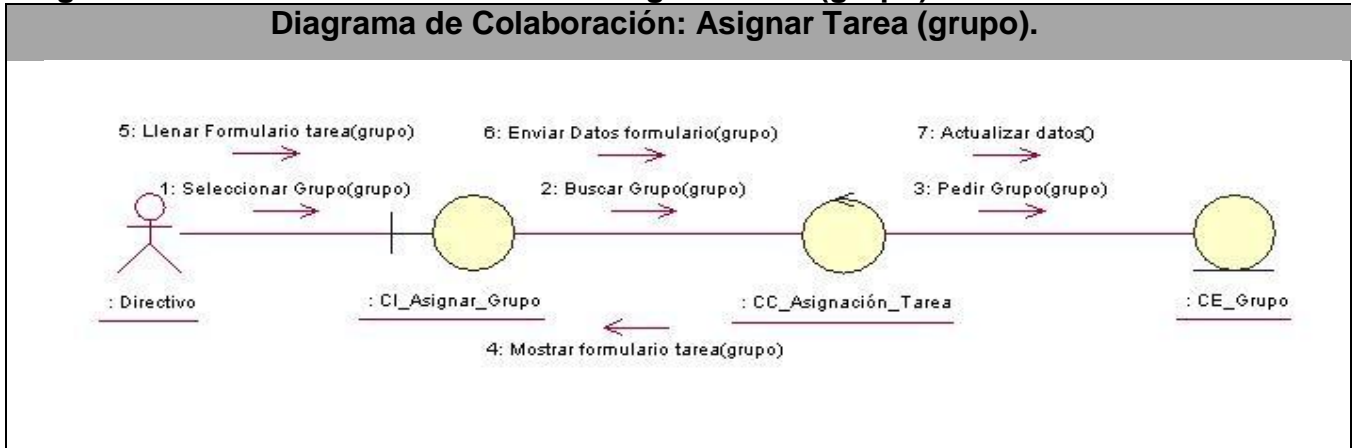 Diagrama de Colaboración: Asignar Tarea (grupo).
5: Llenar Formulario tarea(grupo)
6: Enviar Datos formulario(grupo)
7: Actualizar datos()
1: Seleccionar Grupo(grupo)
2: Buscar Grupo(grupo)
3: Pedir Grupo(grupo)
: Directivo
: CI_Asignar_Grupo
: CC_Asignación_Tarea
: CE_Grupo
4: Mostrar formulario tarea(grupo)